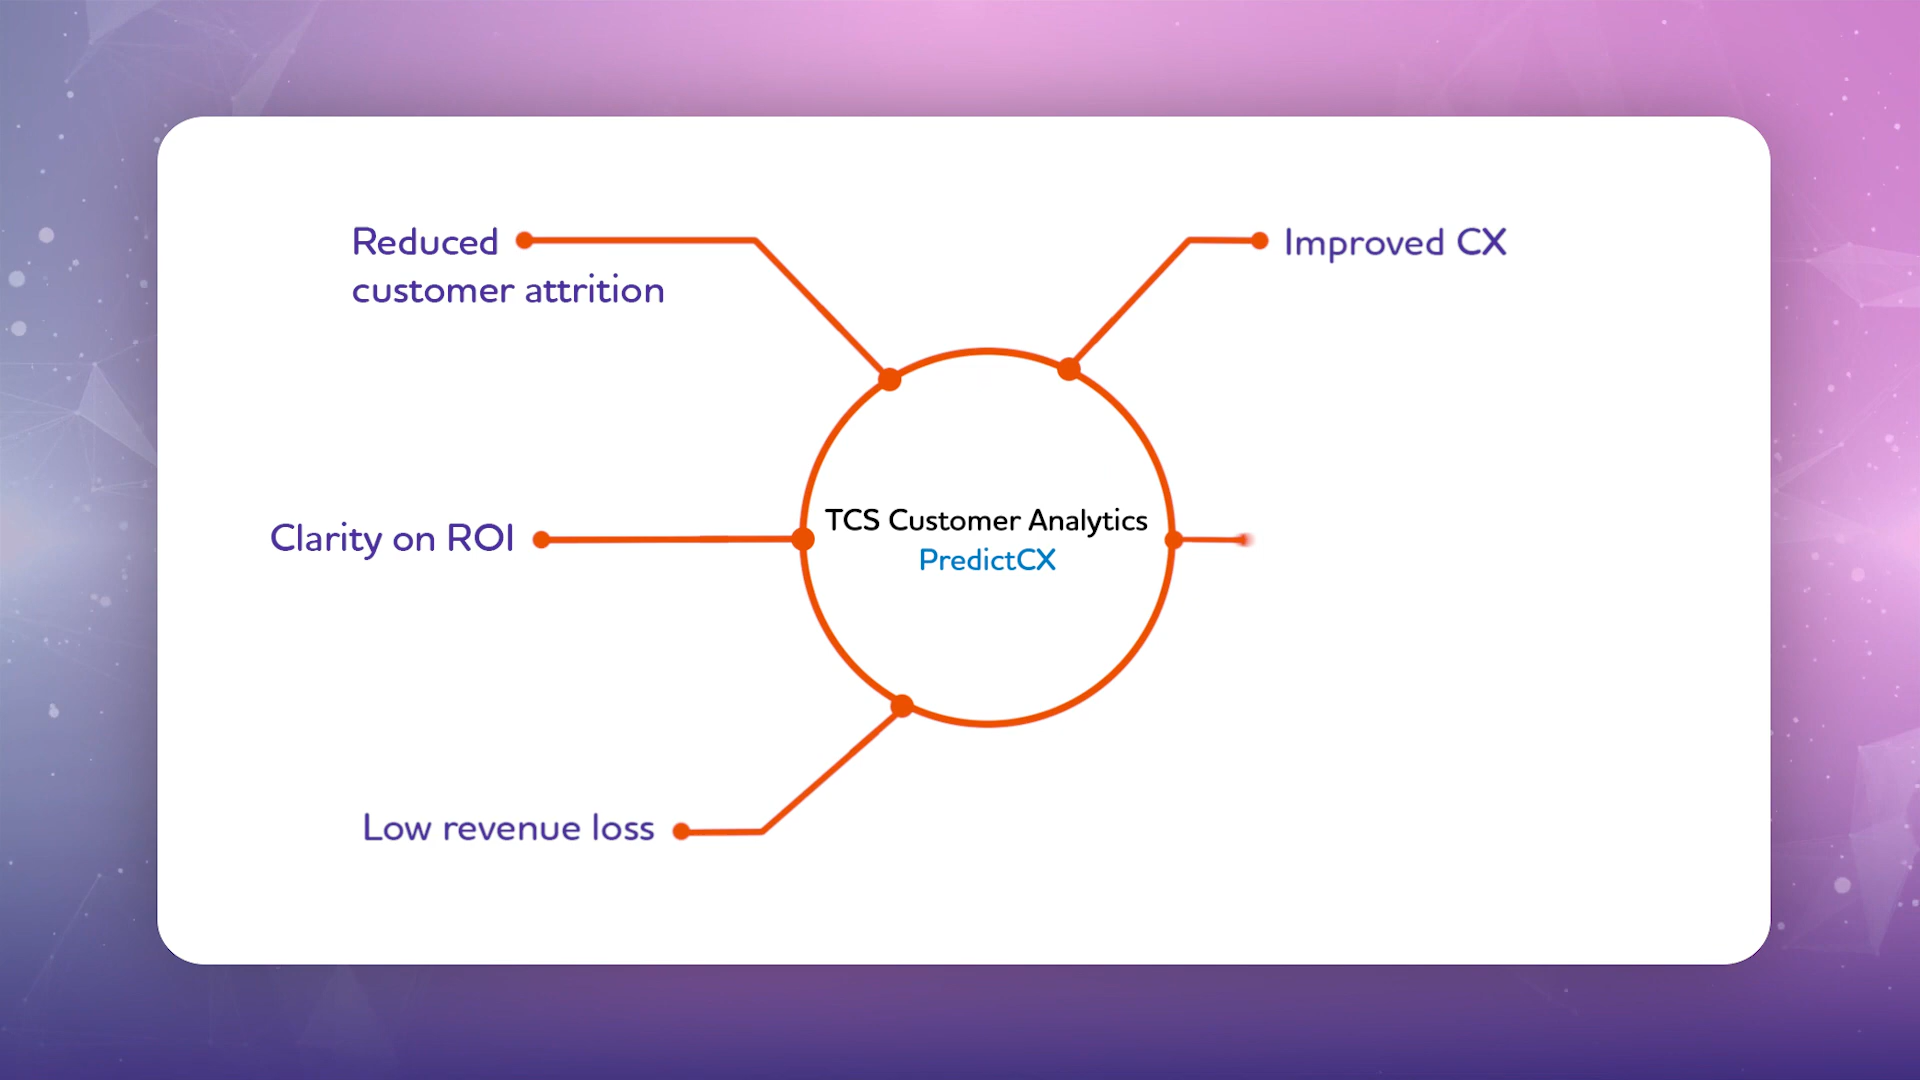 Reduced
customer attrition
Improved CX
Clarity on ROI
TCS Customer Analytics
PredictCX
Low revenue loss